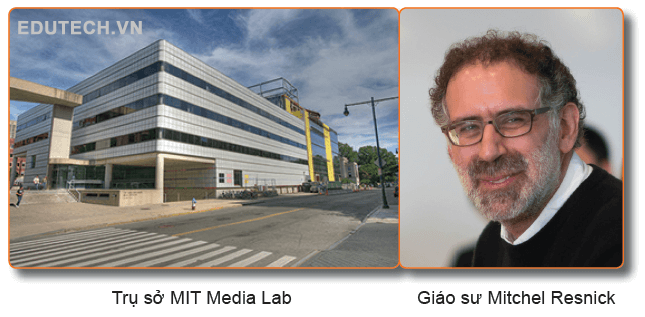 EDUTECH.VN
Trụ sở MIT Media Lab
Giáo sư Mitchel Resnick